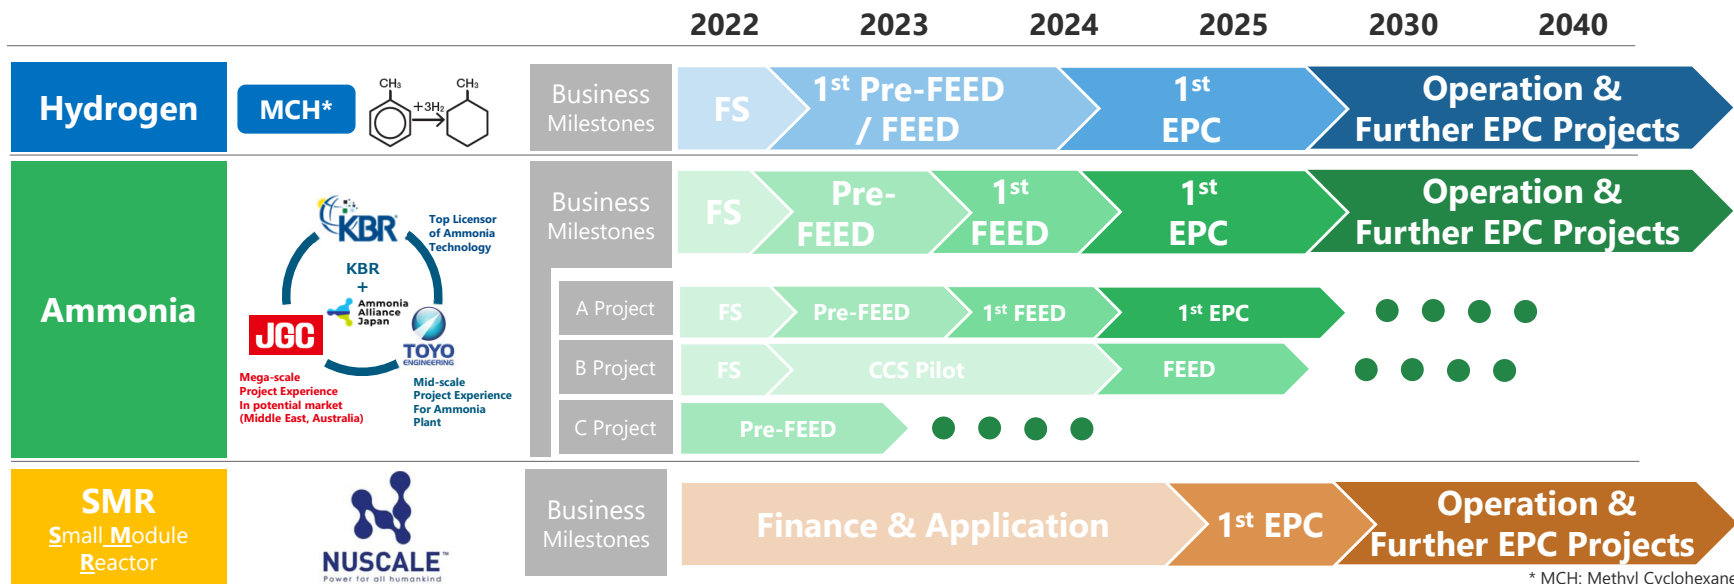 2022 2023 2024 2025 2030 2040
Hydrogen
MCH*
CH₃
+3H₂
CH₃
Business
Milestones
FS
1st Pre-FEED
/ FEED
1st
EPC
Operation &
Further EPC Projects
Ammonia
KBR
Top Licensor
of Ammonia
Technology
KBR
+
Ammonia
Alliance
Japan
JGC
TOYO
ENGINEERING
Mega-scale
Project Experience
In potential market
(Middle East, Australia)
Mid-scale
Project Experience
For Ammonia
Plant
Business
Milestones
FS
Pre-
FEED
1st
FEED
1st
EPC
Operation &
Further EPC Projects
A Project
FS
Pre-FEED
1st FEED
1st EPC
B Project
FS
CCS Pilot
FEED
C Project
Pre-FEED
SMR
Small Module
Reactor
NUSCALE™
Power for all humankind
Business
Milestones
Finance & Application
1st EPC
Operation &
Further EPC Projects
* MCH: Methyl Cyclohexane